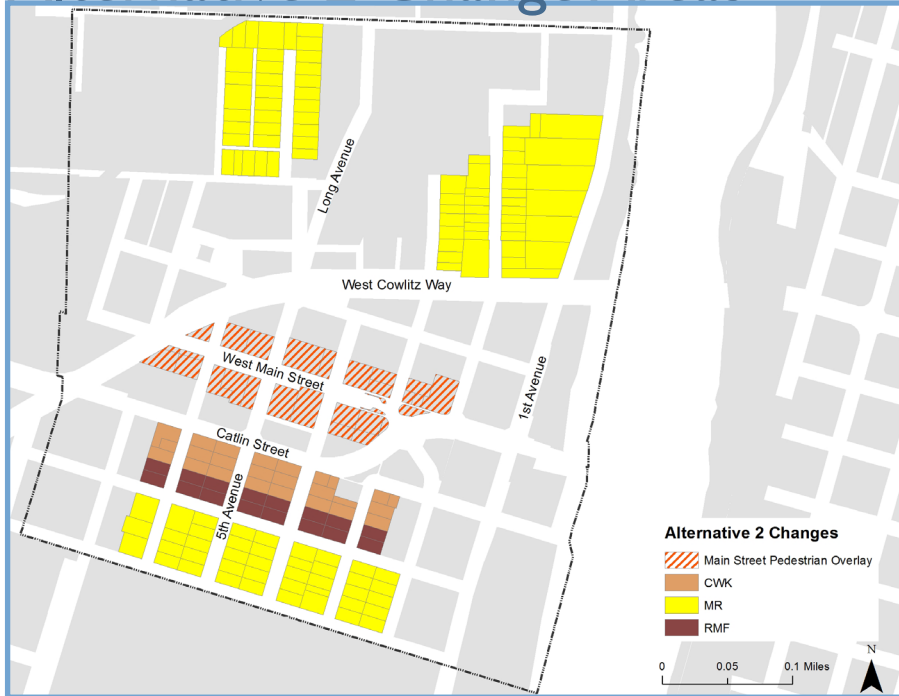 Long Avenue
West Cowlitz Way
West Main Street
1st Avenue
Catlin Street
5th Avenue
Alternative 2 Changes
Main Street Pedestrian Overlay
CWK
MR
RMF
N
0 0.05 0.1 Miles